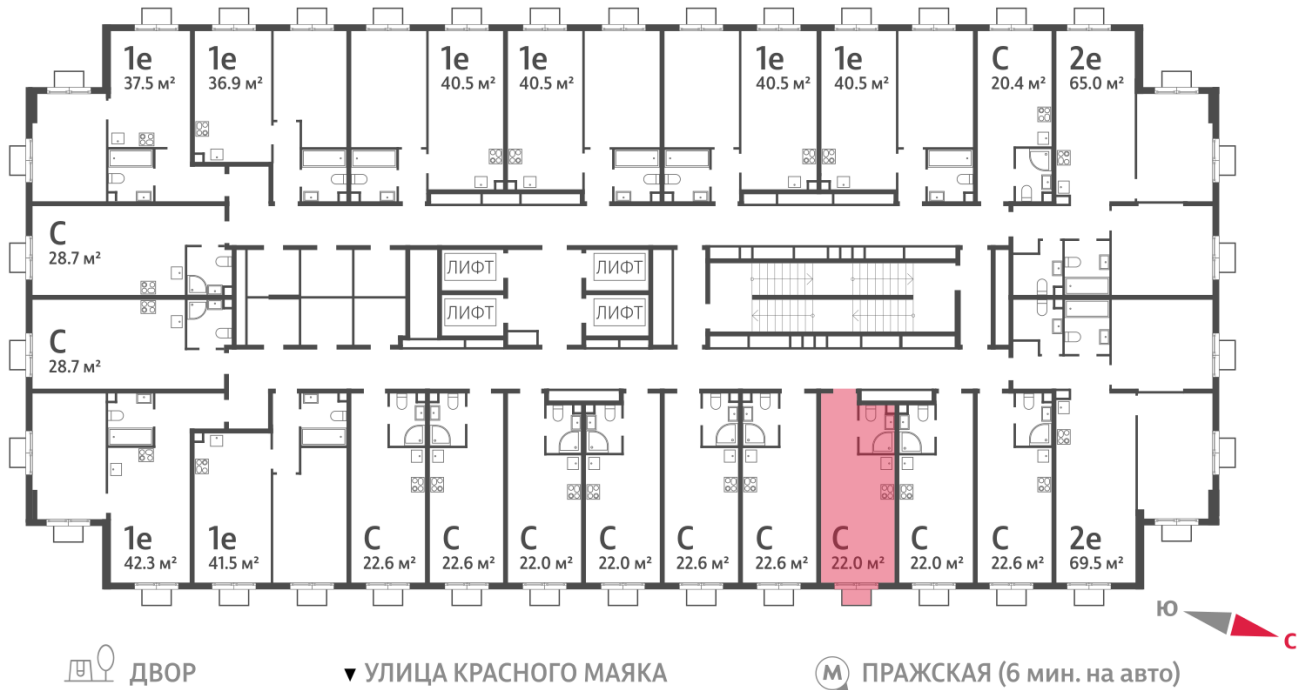 1е 1е 1е 1е 1е 1е С 2е
37.5 м² 36.9 м² 40.5 м² 40.5 м² 40.5 м² 40.5 м² 20.4 м² 65.0 м²
С
28.7 м²
ЛИФТ ЛИФТ
ЛИФТ ЛИФТ
С
28.7 м²
1е 1е С С С С С С С С С 2е
42.3 м² 41.5 м² 22.6 м² 22.6 м² 22.0 м² 22.0 м² 22.6 м² 22.6 м² 22.0 м² 22.0 м² 22.6 м² 69.5 м²
Ю
С
ДВОР ▼ УЛИЦА КРАСНОГО МАЯКА М ПРАЖСКАЯ (6 мин. на авто)